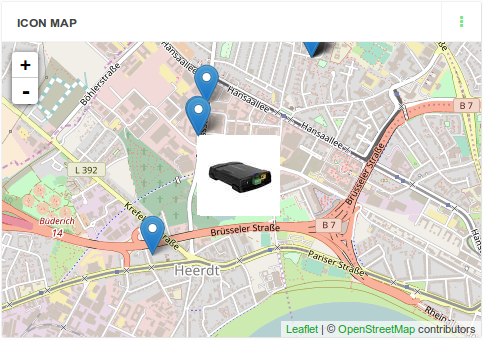 ICON MAP
+
-
Böhlerstraße
Hansaallee
Hansaallee
Hansaallee
B 7
L 392
Brüsseler Straße
Büderich
14
Krefelder Straße
Brüsseler Straße
B 7
Heerdt
Pariser Straße
Leaflet | © OpenStreetMap contributors